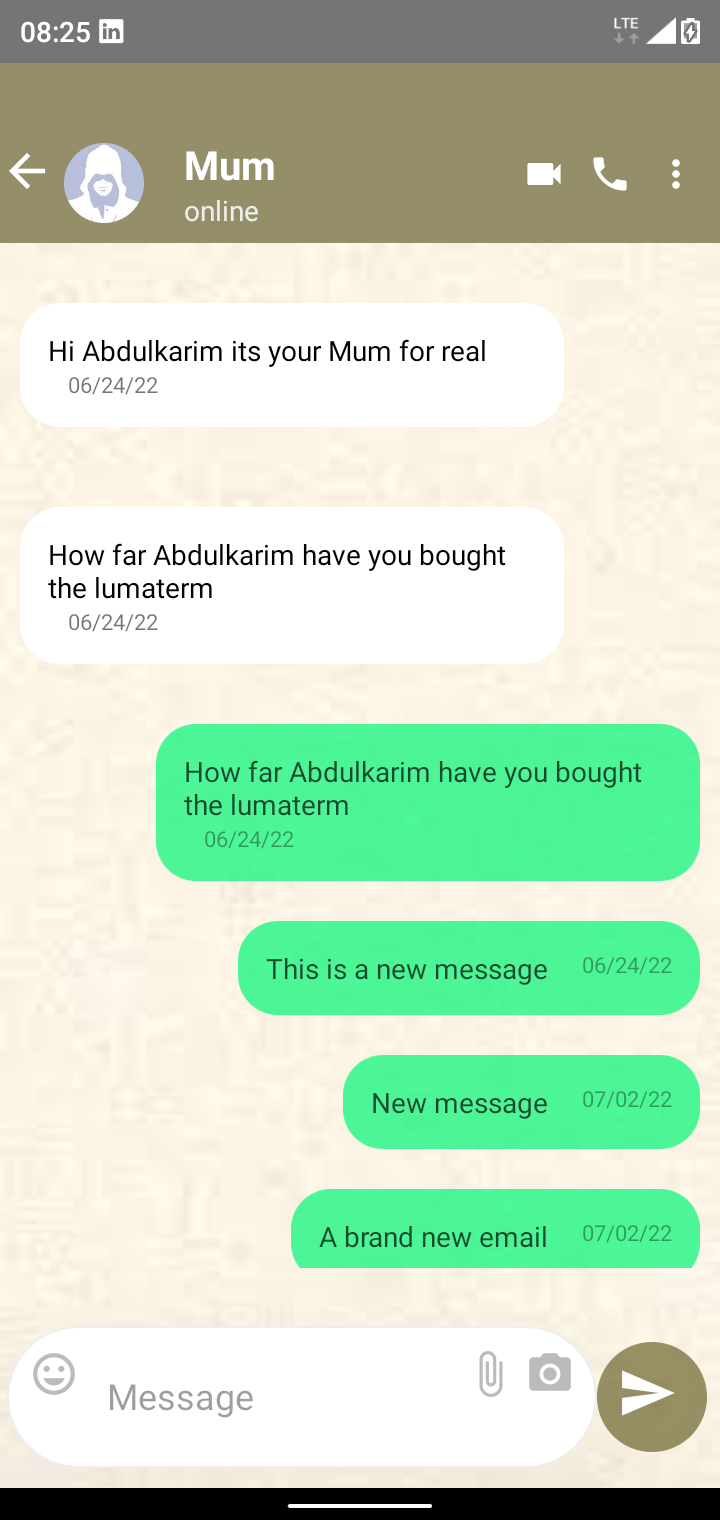 08:25
LTE
Mum
online
Hi Abdulkarim its your Mum for real
06/24/22
How far Abdulkarim have you bought
the lumaterm
06/24/22
How far Abdulkarim have you bought
the lumaterm
06/24/22
This is a new message 06/24/22
New message 07/02/22
A brand new email 07/02/22
Message